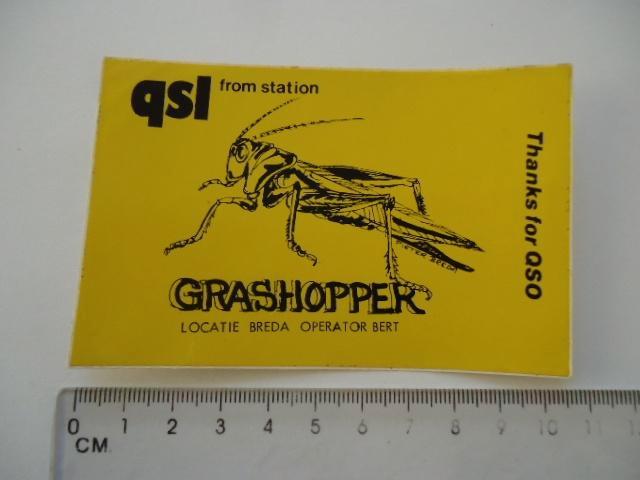 qsl from station
Thanks for QSO
GRASHOPPER
LOCATIE BREDA OPERATOR BERT
0 1 2 3 4 5 6 7 8 9 10 11 12
CM